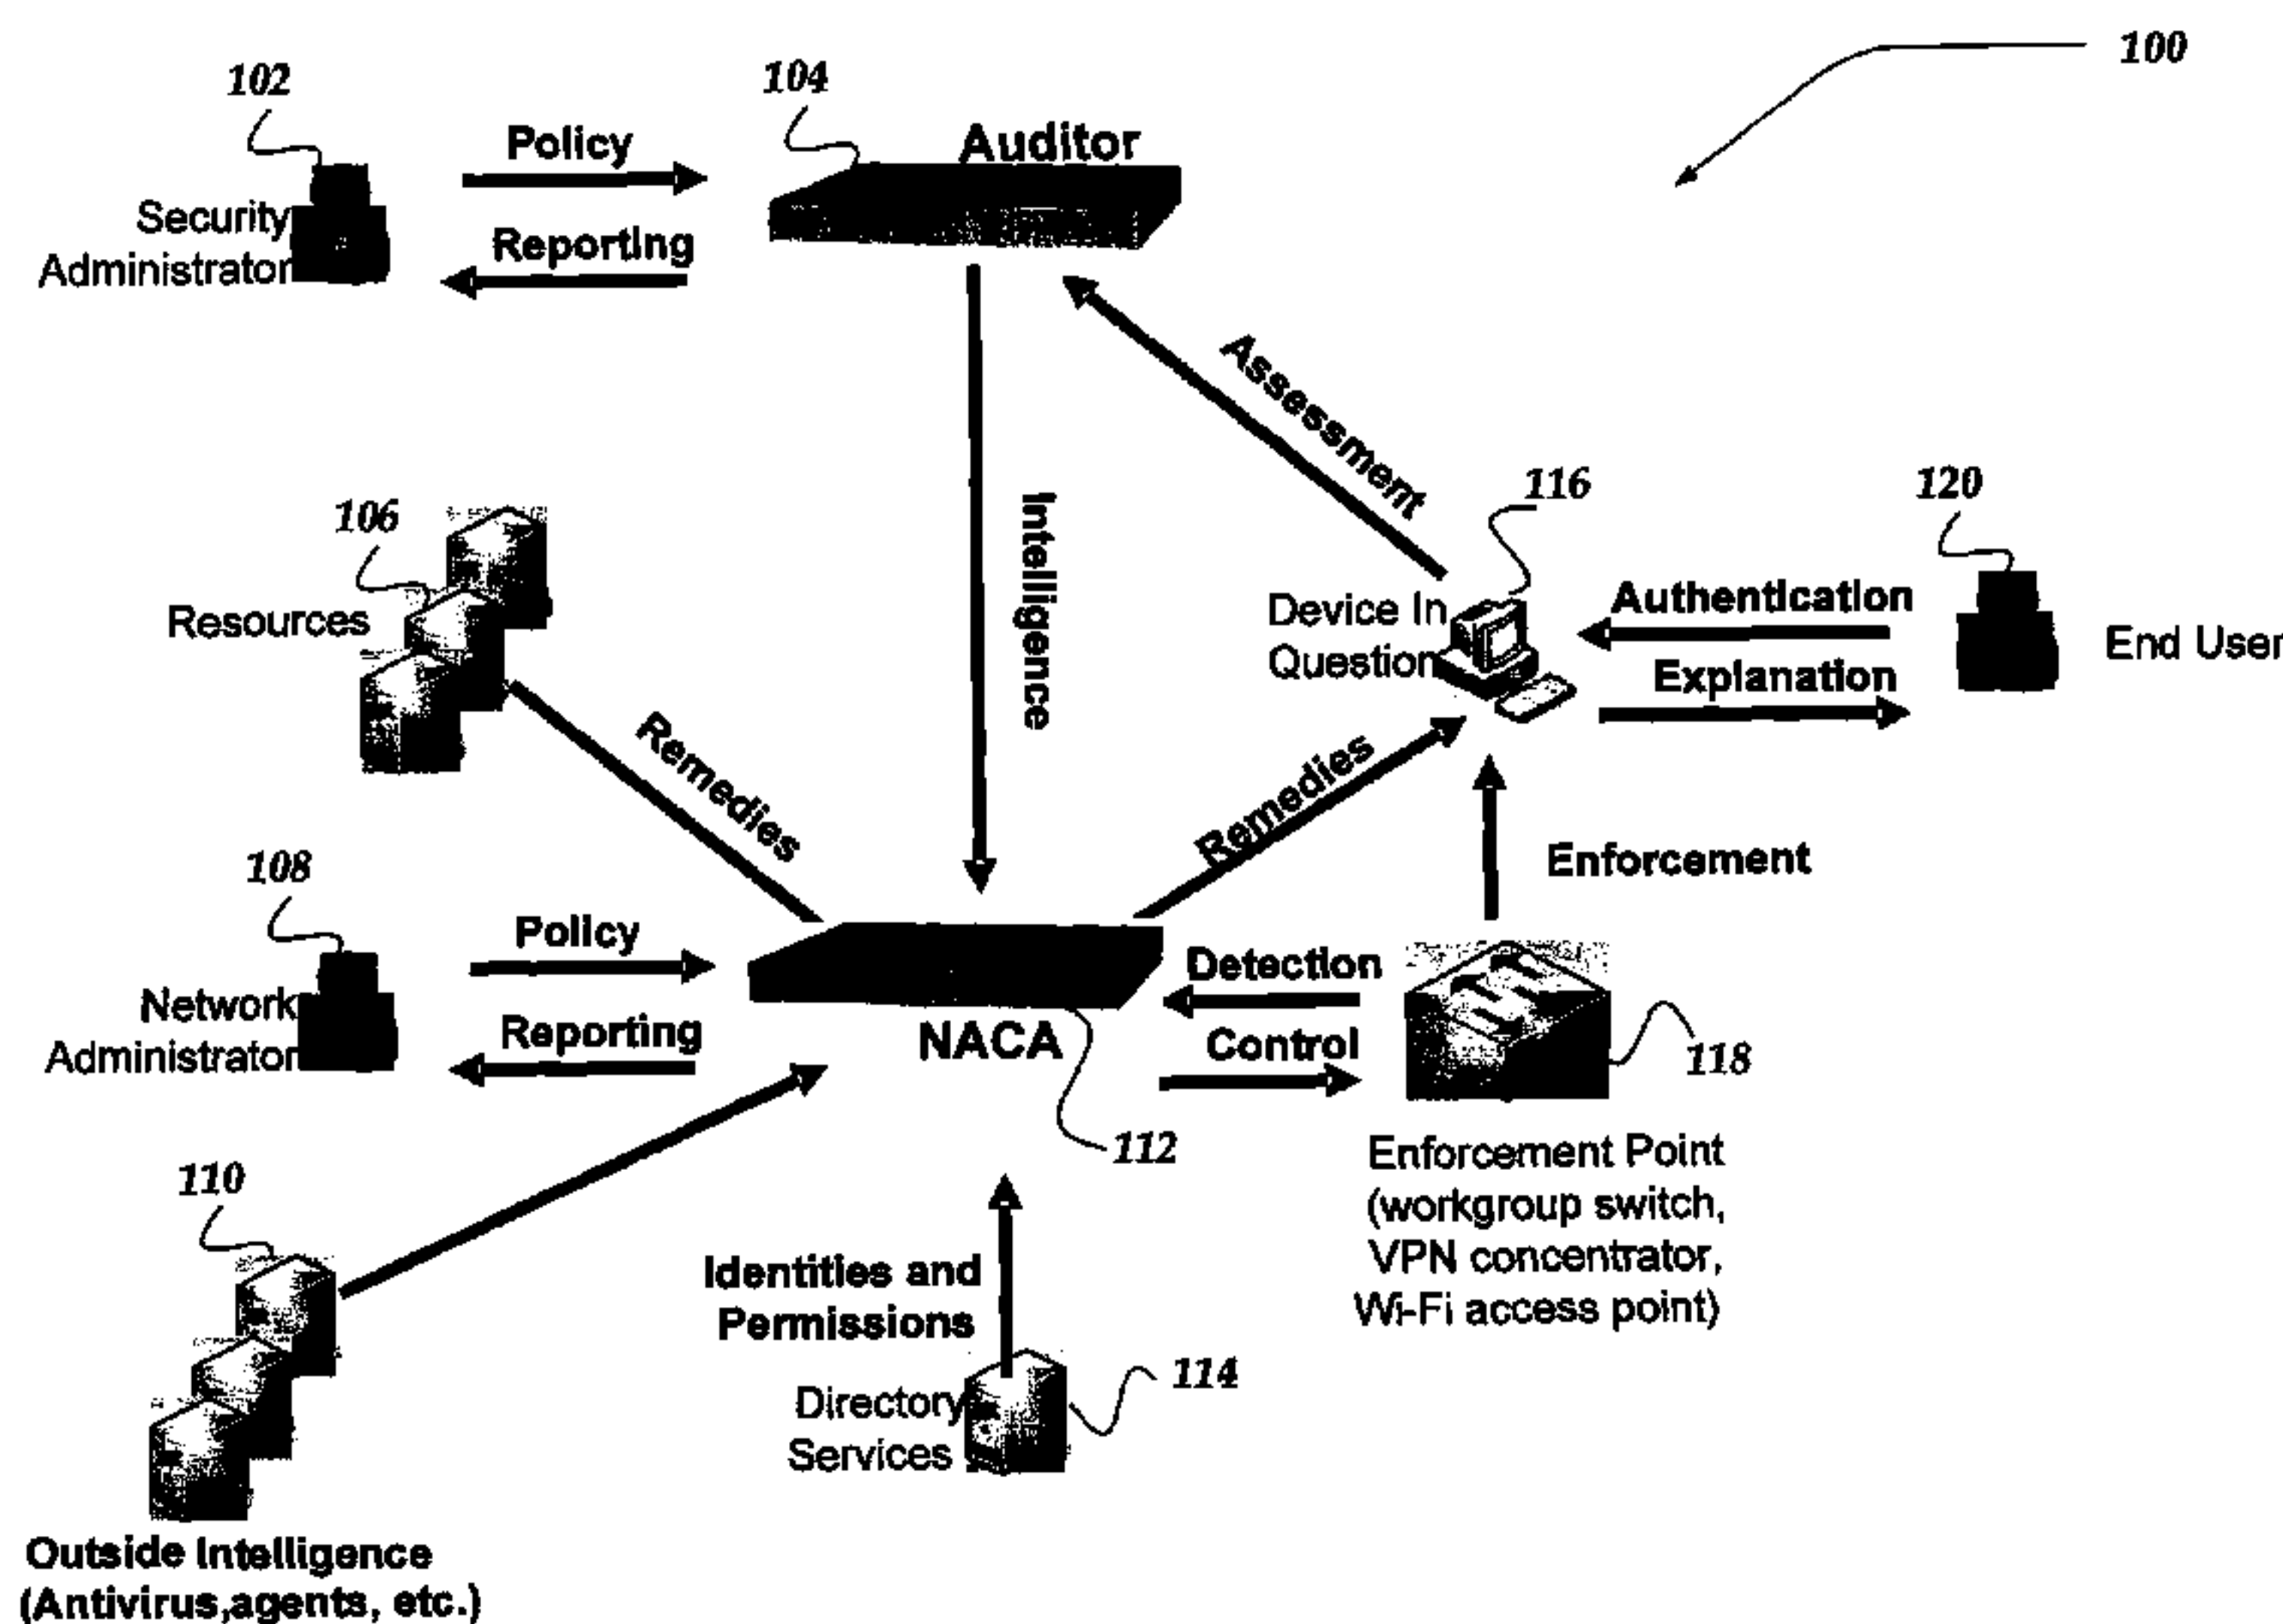 100
102
104
Policy
Auditor
Security
Administrator
Reporting
Assessment
106
116
120
Intelligence
Resources
Device In
Question
Authentication
End User
Explanation
Remedies
Remedies
108
Enforcement
Policy
Detection
Network
Administrator
Reporting
NACA
Control
118
112
110
Enforcement Point
(workgroup switch,
VPN concentrator,
Wi-Fi access point)
Identities and
Permissions
114
Directory
Services
Outside Intelligence
(Antivirus,agents, etc.)